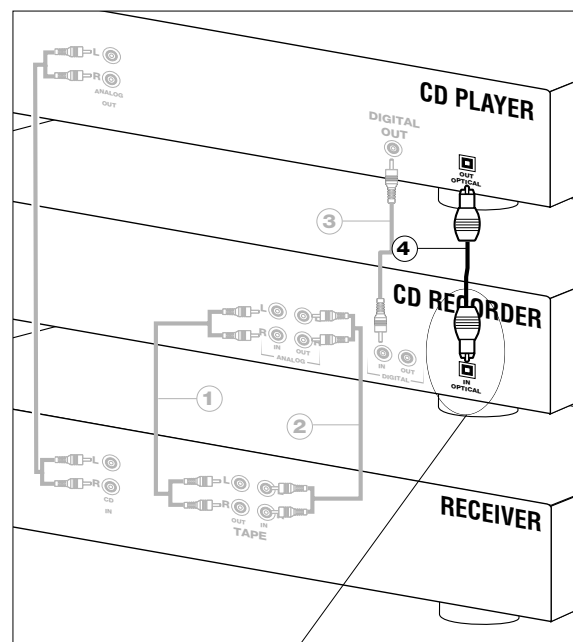 L
R
ANALOG
OUT
CD PLAYER
DIGITAL
OUT
OUT
OPTICAL
3
4
CD RECORDER
L
R
IN
OUT
ANALOG
IN
OUT
DIGITAL
IN
OPTICAL
1
2
L
R
CD
IN
L
R
OUT
IN
TAPE
RECEIVER